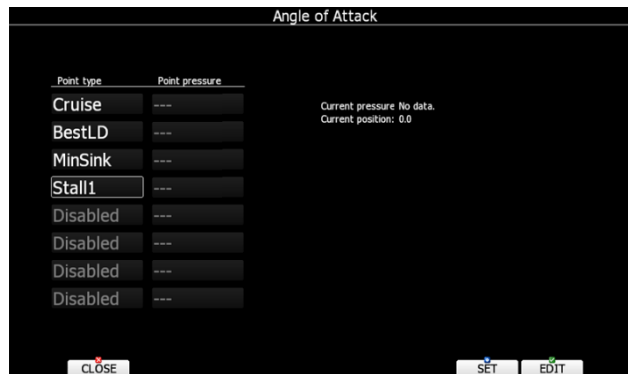 Angle of Attack
Point type Point pressure
Cruise ---
BestLD ---
MinSink ---
Stall1 ---
Disabled ---
Disabled ---
Disabled ---
Disabled ---
Current pressure No data.
Current position: 0.0
CLOSE SET EDIT